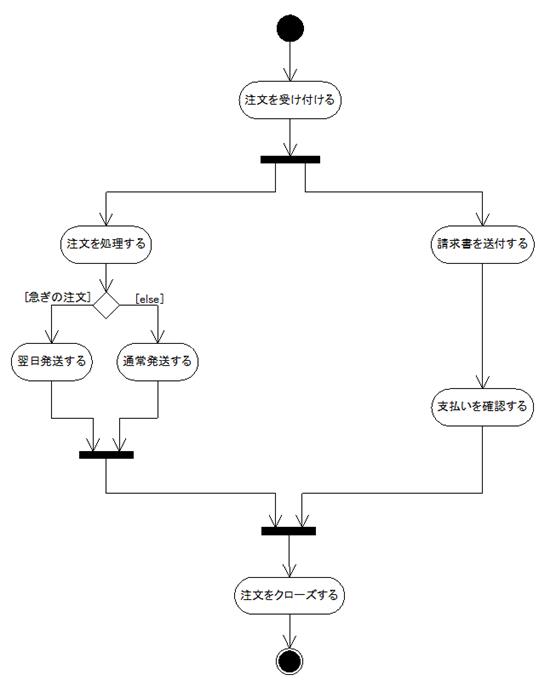 注文を受け付ける
注文を処理する
請求書を送付する
[急ぎの注文]
[else]
翌日発送する
通常発送する
支払いを確認する
注文をクローズする